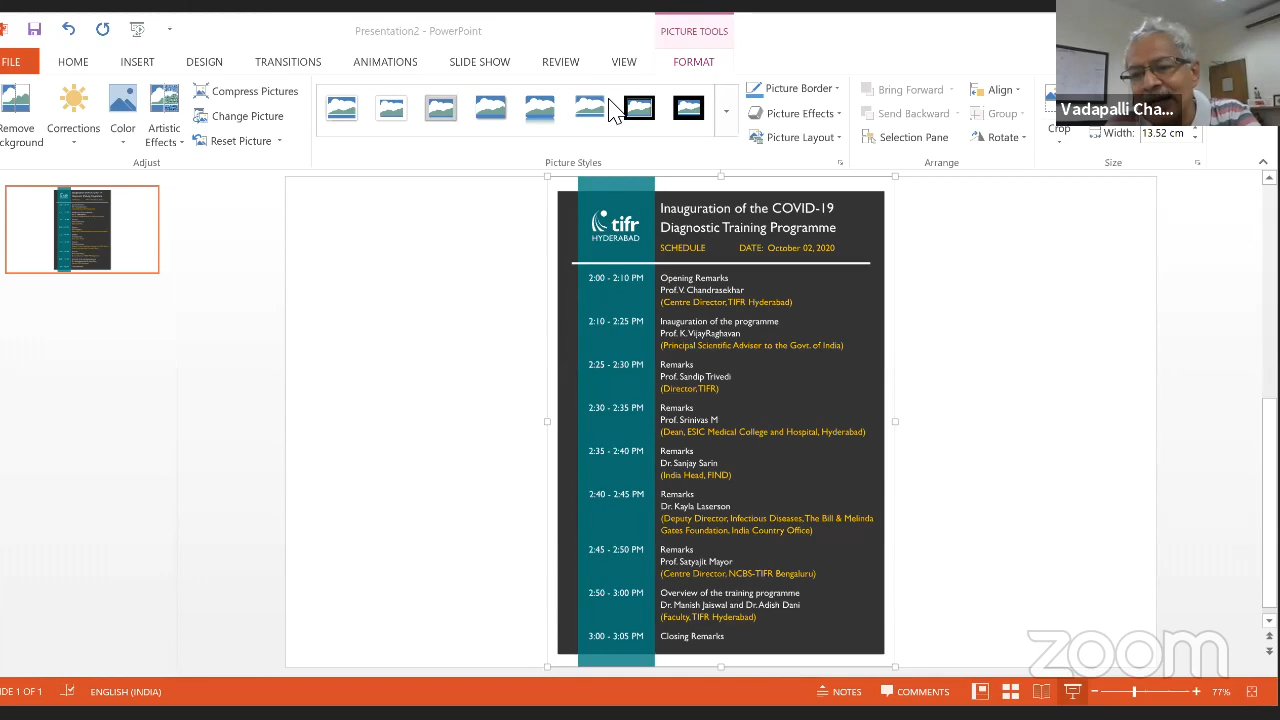 Presentation2 - PowerPoint
PICTURE TOOLS
FILE
HOME
INSERT
DESIGN
TRANSITIONS
ANIMATIONS
SLIDE SHOW
REVIEW
VIEW
FORMAT
Compress Pictures
Change Picture
Reset Picture
Corrections
Color
Artistic
Effects
Adjust
Picture Styles
Picture Border
Picture Effects
Picture Layout
Bring Forward
Send Backward
Selection Pane
Align
Group
Rotate
Arrange
Crop
Width: 13.52 cm
Size
Vadapalli Cha...
tifr
HYDERABAD
Inauguration of the COVID-19
Diagnostic Training Programme
SCHEDULE DATE: October 02, 2020
2:00 - 2:10 PM Opening Remarks
Prof. V. Chandrasekhar
(Centre Director, TIFR Hyderabad)
2:10 - 2:25 PM Inauguration of the programme
Prof. K. VijayRaghavan
(Principal Scientific Adviser to the Govt. of India)
2:25 - 2:30 PM Remarks
Prof. Sandip Trivedi
(Director, TIFR)
2:30 - 2:35 PM Remarks
Prof. Srinivas M
(Dean, ESIC Medical College and Hospital, Hyderabad)
2:35 - 2:40 PM Remarks
Dr. Sanjay Sarin
(India Head, FIND)
2:40 - 2:45 PM Remarks
Dr. Kayla Laserson
(Deputy Director, Infectious Diseases, The Bill & Melinda
Gates Foundation, India Country Office)
2:45 - 2:50 PM Remarks
Prof. Satyajit Mayor
(Centre Director, NCBS-TIFR Bengaluru)
2:50 - 3:00 PM Overview of the training programme
Dr. Manish Jaiswal and Dr. Adish Dani
(Faculty, TIFR Hyderabad)
3:00 - 3:05 PM Closing Remarks
zoom
1 OF 1
ENGLISH (INDIA)
NOTES
COMMENTS
77%